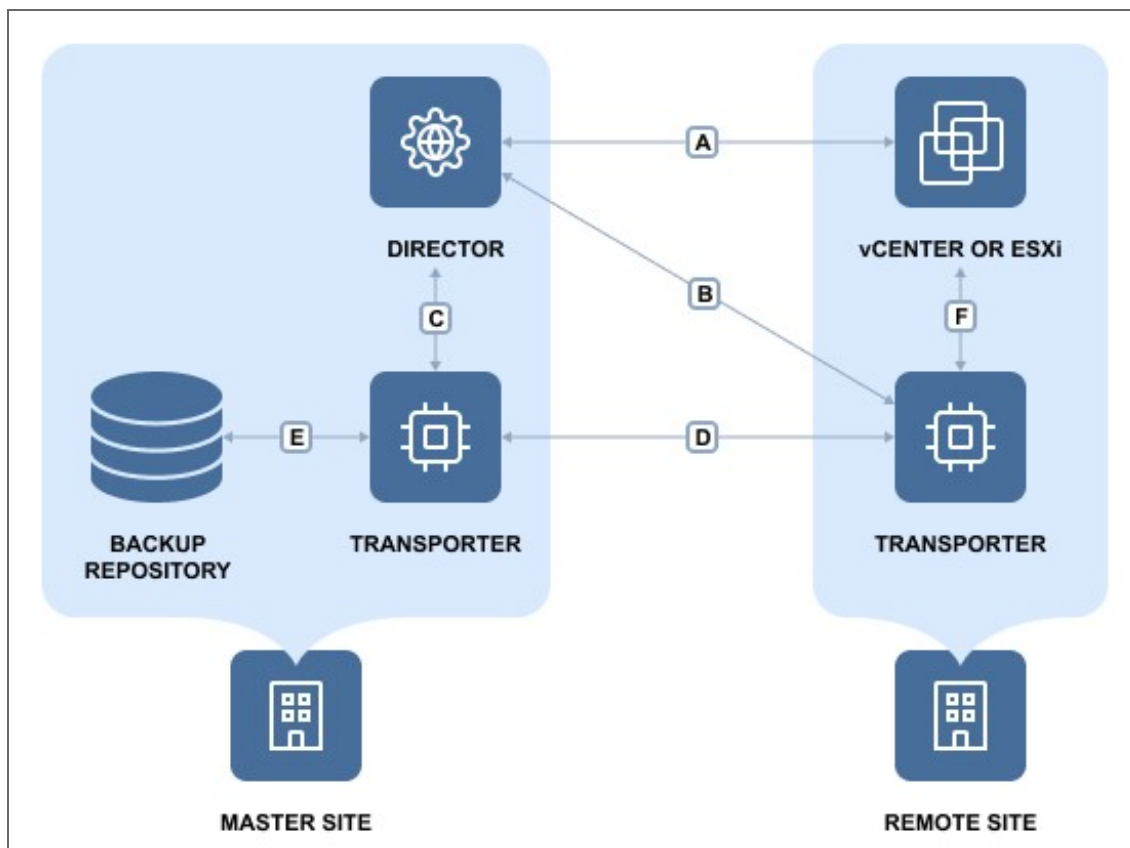 A
DIRECTOR
vCENTER OR ESXi
B
C
F
E
D
BACKUP
REPOSITORY
TRANSPORTER
TRANSPORTER
MASTER SITE
REMOTE SITE